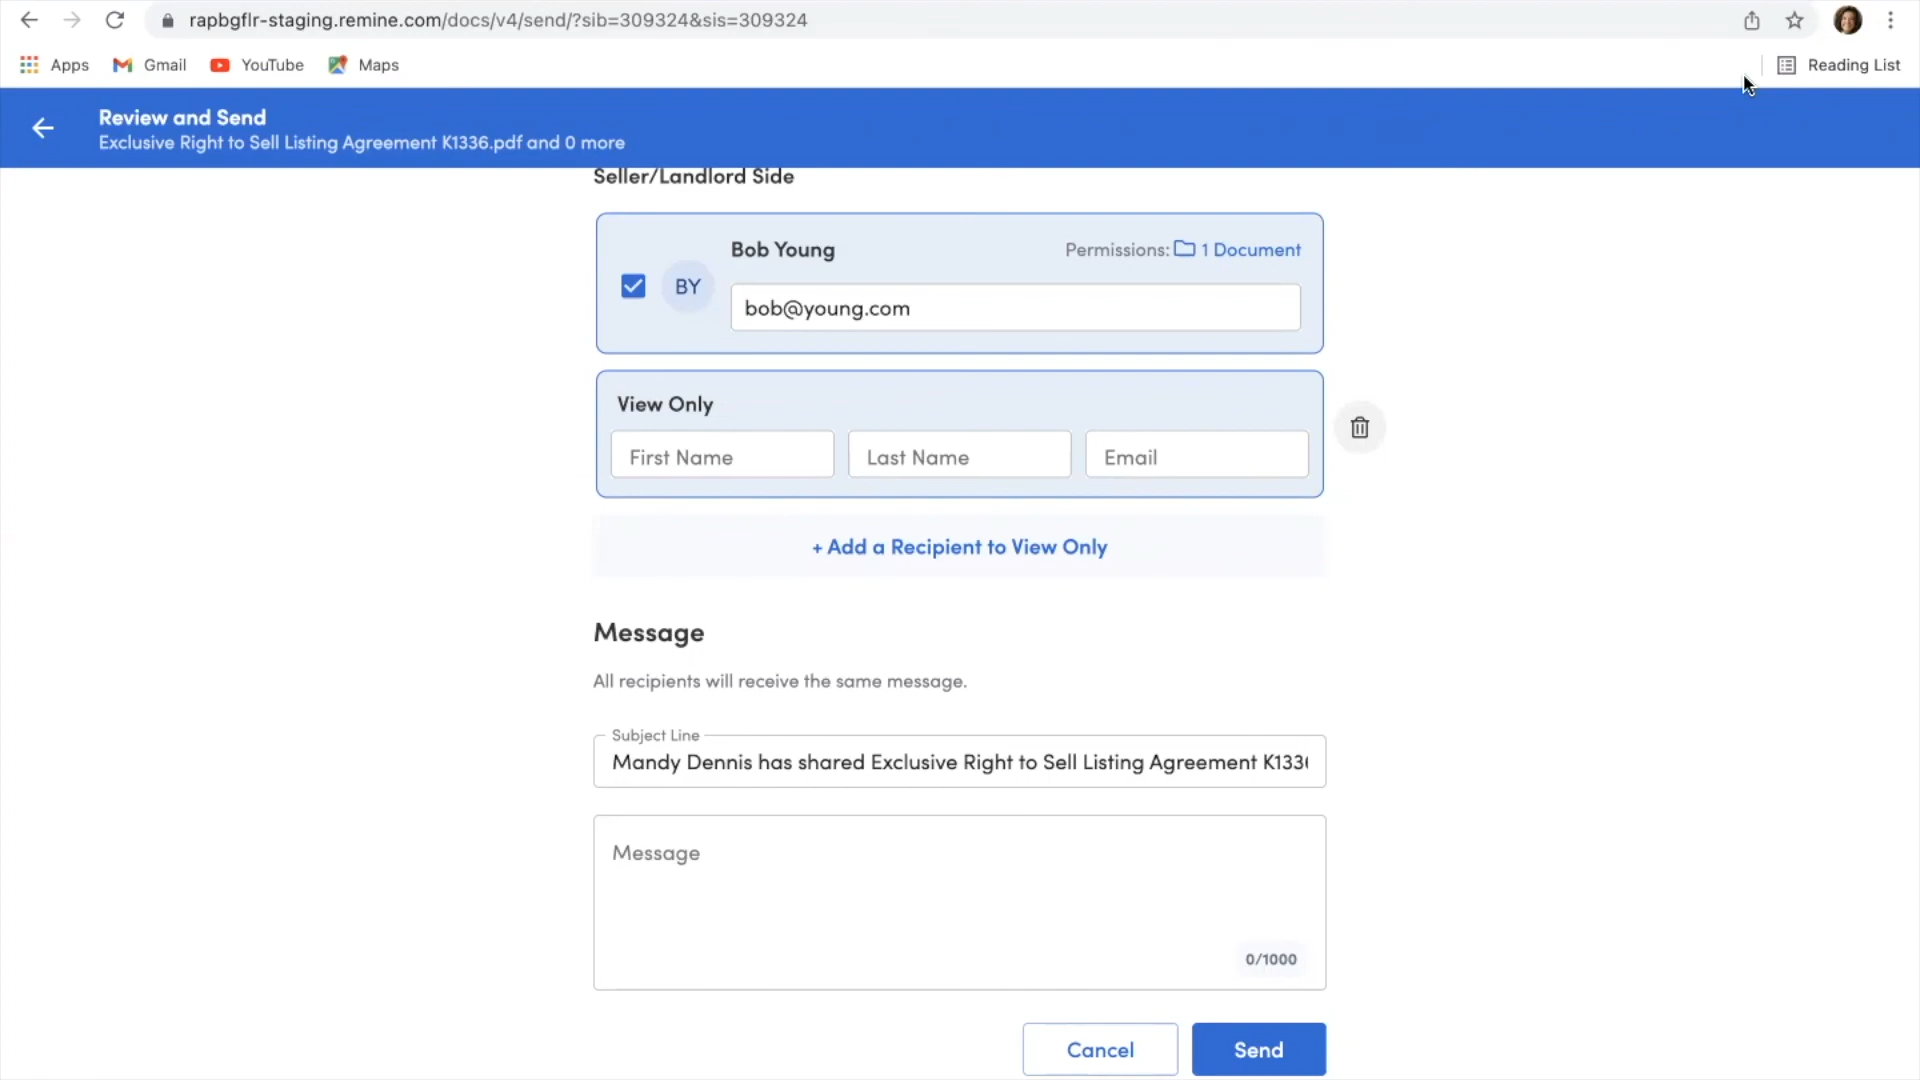 rapbgflr-staging.remine.com/docs/v4/send/?sib=309324&sis=309324
Apps Gmail YouTube Maps Reading List
Review and Send
Exclusive Right to Sell Listing Agreement K1336.pdf and 0 more
Seller/Landlord Side
Bob Young Permissions: 1 Document
BY
bob@young.com
View Only
First Name Last Name Email
+ Add a Recipient to View Only
Message
All recipients will receive the same message.
Subject Line
Mandy Dennis has shared Exclusive Right to Sell Listing Agreement K1336
Message
0/1000
Cancel Send